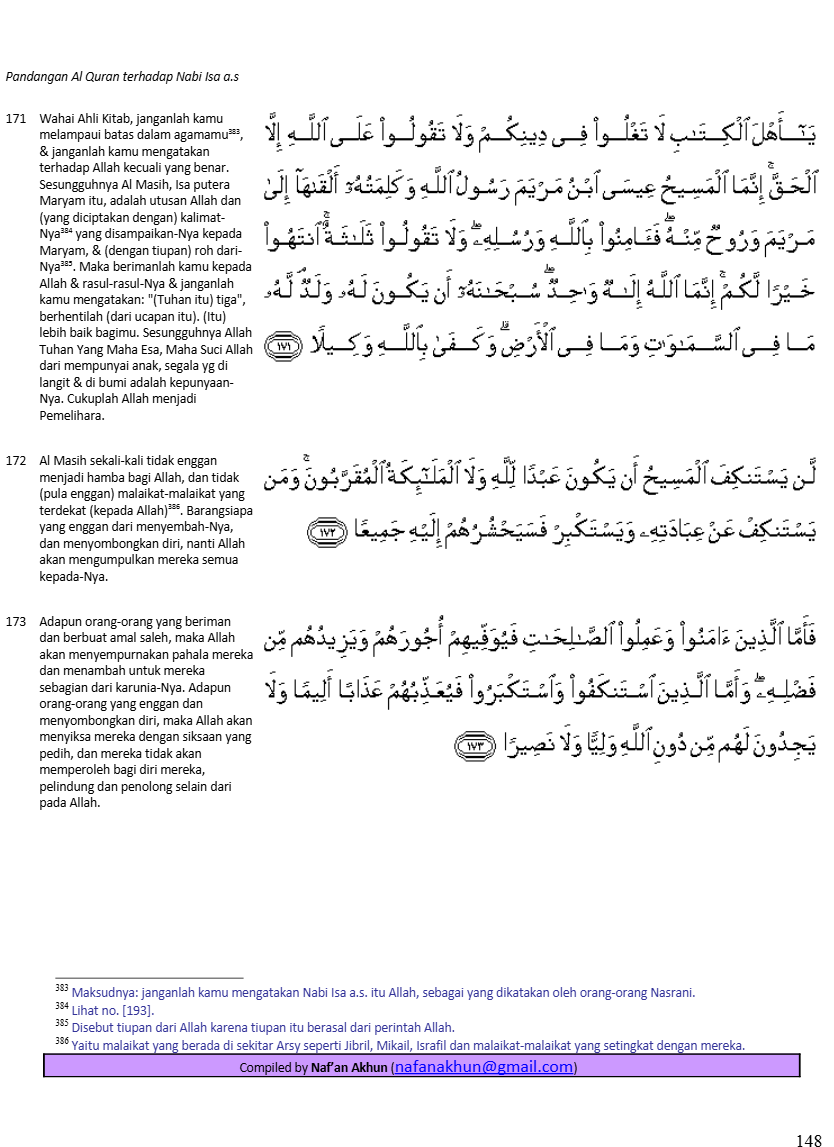 Pandangan Al Quran terhadap Nabi Isa a.s
171 Wahai Ahli Kitab, janganlah kamu
melampaui batas dalam agamamu383,
& janganlah kamu mengatakan
terhadap Allah kecuali yang benar.
Sesungguhnya Al Masih, Isa putera
Maryam itu, adalah utusan Allah dan
(yang diciptakan dengan) kalimat-
Nya384 yang disampaikan-Nya kepada
Maryam, & (dengan tiupan) roh dari-
Nya385. Maka berimanlah kamu kepada
Allah & rasul-rasul-Nya & janganlah
kamu mengatakan: "(Tuhan itu) tiga",
berhentilah (dari ucapan itu). (Itu)
lebih baik bagimu. Sesungguhnya Allah
Tuhan Yang Maha Esa, Maha Suci Allah
dari mempunyai anak, segala yg di
langit & di bumi adalah kepunyaan-
Nya. Cukuplah Allah menjadi
Pemelihara.
يَـٰٓأَهْلَ ٱلْكِتَـٰبِ لَا تَغْلُوا۟ فِى دِينِكُمْ وَلَا تَقُولُوا۟ عَلَى ٱللَّهِ إِلَّا
ٱلْحَقَّ ۚ إِنَّمَا ٱلْمَسِيحُ عِيسَى ٱبْنُ مَرْيَمَ رَسُولُ ٱللَّهِ وَكَلِمَتُهُۥٓ أَلْقَىٰهَآ إِلَىٰ
مَرْيَمَ وَرُوحٌ مِّنْهُ ۖ فَـَٔامِنُوا۟ بِٱللَّهِ وَرُسُلِهِۦ ۖ وَلَا تَقُولُوا۟ ثَلَـٰثَةٌ ۚ ٱنتَهُوا۟
خَيْرًا لَّكُمْ ۚ إِنَّمَا ٱللَّهُ إِلَـٰهٌ وَٰحِدٌ ۖ سُبْحَـٰنَهُۥٓ أَن يَكُونَ لَهُۥ وَلَدٌ ۘ لَّهُۥ
مَا فِى ٱلسَّمَـٰوَٰتِ وَمَا فِى ٱلْأَرْضِ ۗ وَكَفَىٰ بِٱللَّهِ وَكِيلًا ١٧١
172 Al Masih sekali-kali tidak enggan
menjadi hamba bagi Allah, dan tidak
(pula enggan) malaikat-malaikat yang
terdekat (kepada Allah)386. Barangsiapa
yang enggan dari menyembah-Nya,
dan menyombongkan diri, nanti Allah
akan mengumpulkan mereka semua
kepada-Nya.
لَّن يَسْتَنكِفَ ٱلْمَسِيحُ أَن يَكُونَ عَبْدًا لِّلَّهِ وَلَا ٱلْمَلَـٰٓئِكَةُ ٱلْمُقَرَّبُونَ ۚ وَمَن
يَسْتَنكِفْ عَنْ عِبَادَتِهِۦ وَيَسْتَكْبِرْ فَسَيَحْشُرُهُمْ إِلَيْهِ جَمِيعًا ١٧٢
173 Adapun orang-orang yang beriman
dan berbuat amal saleh, maka Allah
akan menyempurnakan pahala mereka
dan menambah untuk mereka
sebagian dari karunia-Nya. Adapun
orang-orang yang enggan dan
menyombongkan diri, maka Allah akan
menyiksa mereka dengan siksaan yang
pedih, dan mereka tidak akan
memperoleh bagi diri mereka,
pelindung dan penolong selain dari
pada Allah.
فَأَمَّا ٱلَّذِينَ ءَامَنُوا۟ وَعَمِلُوا۟ ٱلصَّـٰلِحَـٰتِ فَيُوَفِّيهِمْ أُجُورَهُمْ وَيَزِيدُهُم مِّن
فَضْلِهِۦ ۖ وَأَمَّا ٱلَّذِينَ ٱسْتَنكَفُوا۟ وَٱسْتَكْبَرُوا۟ فَيُعَذِّبُهُمْ عَذَابًا أَلِيمًا وَلَا
يَجِدُونَ لَهُم مِّن دُونِ ٱللَّهِ وَلِيًّا وَلَا نَصِيرًا ١٧٣
383 Maksudnya: janganlah kamu mengatakan Nabi Isa a.s. itu Allah, sebagai yang dikatakan oleh orang-orang Nasrani.
384 Lihat no. [193].
385 Disebut tiupan dari Allah karena tiupan itu berasal dari perintah Allah.
386 Yaitu malaikat yang berada di sekitar Arsy seperti Jibril, Mikail, Israfil dan malaikat-malaikat yang setingkat dengan mereka.
Compiled by Naf'an Akhun (nafanakhun@gmail.com)
148